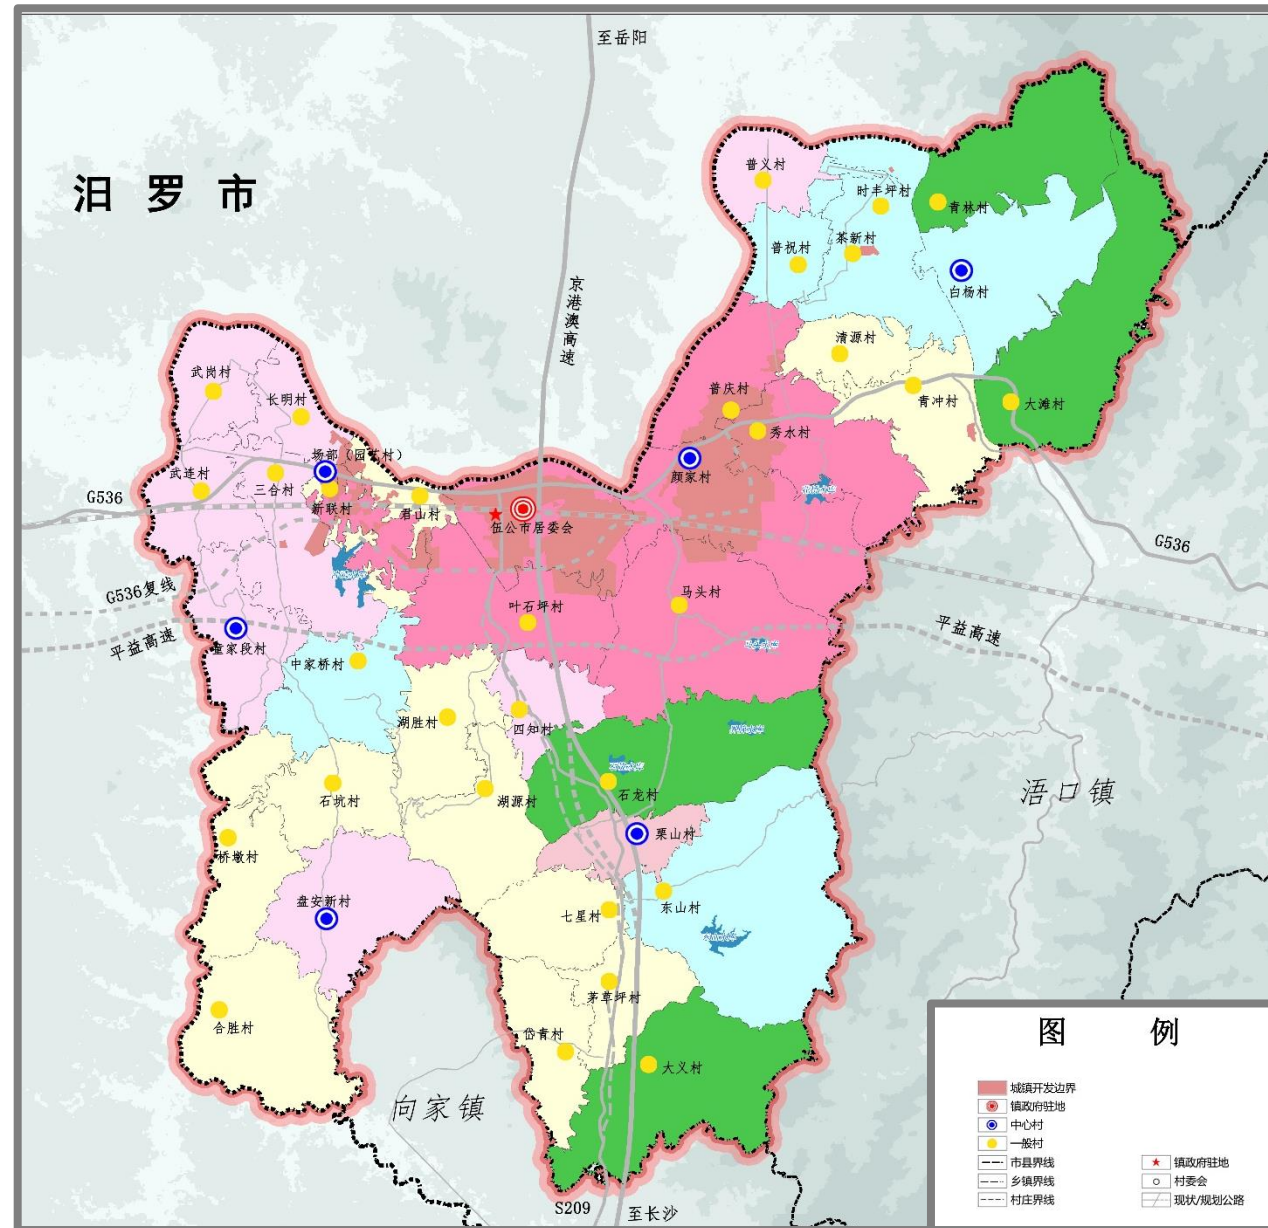 至岳阳
汨罗市
京港澳高速
普义村
时丰坪村
青林村
茶新村
普祝村
白杨村
清源村
武岗村
长明村
普庆村
青冲村
大滩村
秀水村
场部（园艺村）
武连村
三合村
颜家村
新联村
君山村
G536
伍公市居委会
G536
G536复线
叶石坪村
马头村
平益高速
童家段村
平益高速
中家桥村
湖胜村
四知村
石坑村
湖源村
石龙村
浯口镇
栗山村
桥墩村
盘安新村
东山村
七星村
茅草坪村
合胜村
岱青村
大义村
向家镇
S209
至长沙
图例
城镇开发边界
镇政府驻地
中心村
一般村
市县界线
乡镇界线
村庄界线
镇政府驻地
村委会
现状/规划公路